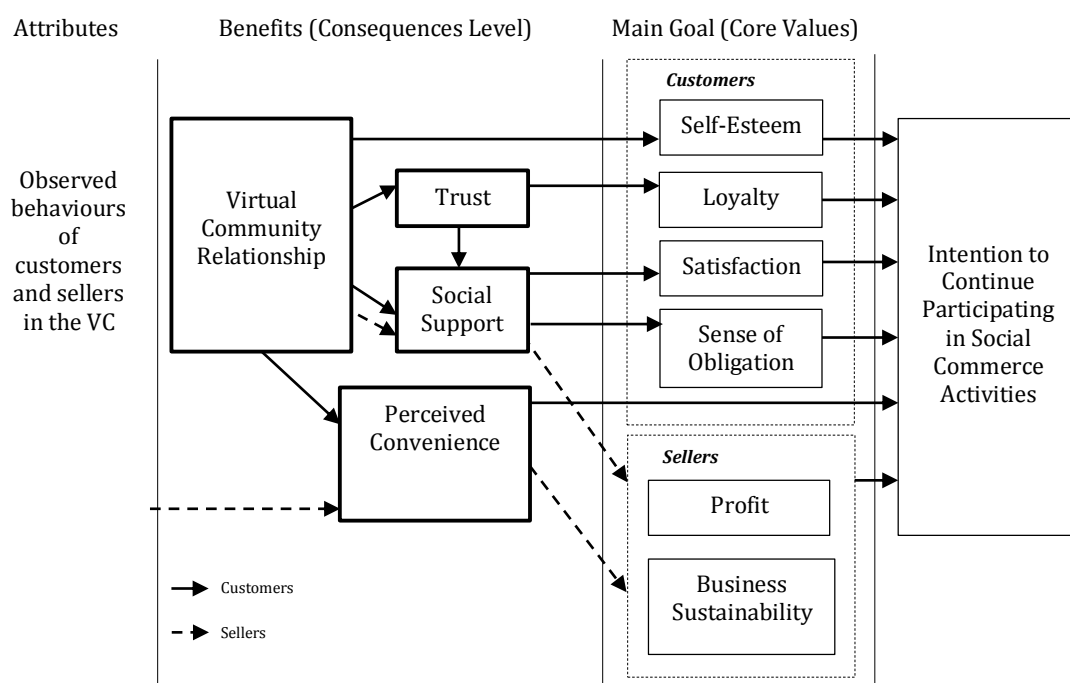 Attributes
Benefits (Consequences Level)
Main Goal (Core Values)
Observed
behaviours
of
customers
and sellers
in the VC
Virtual
Community
Relationship
Trust
Social
Support
Perceived
Convenience
Customers
Self-Esteem
Loyalty
Satisfaction
Sense of
Obligation
Sellers
Profit
Business
Sustainability
Intention to
Continue
Participating
in Social
Commerce
Activities
Customers
Sellers